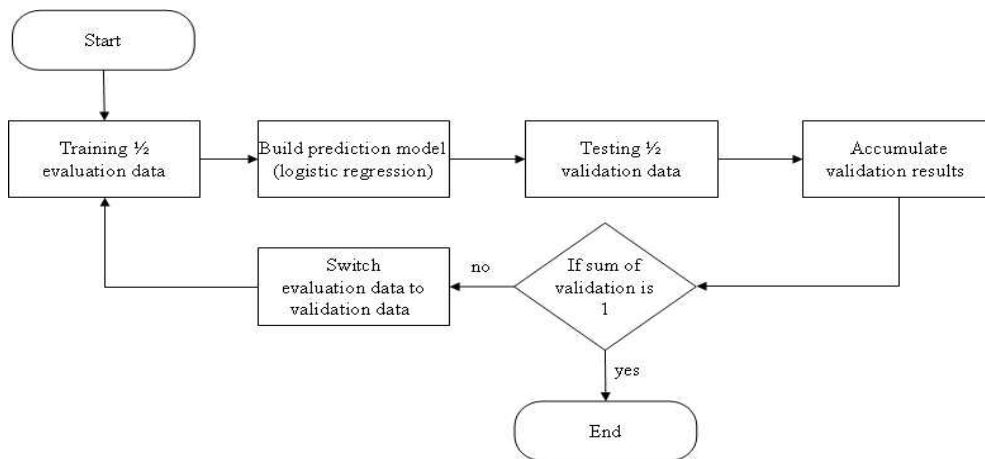 Start
Training ½
evaluation data
Build prediction model
(logistic regression)
Testing ½
validation data
Accumulate
validation results
If sum of
validation is
1
no
Switch
evaluation data to
validation data
yes
End